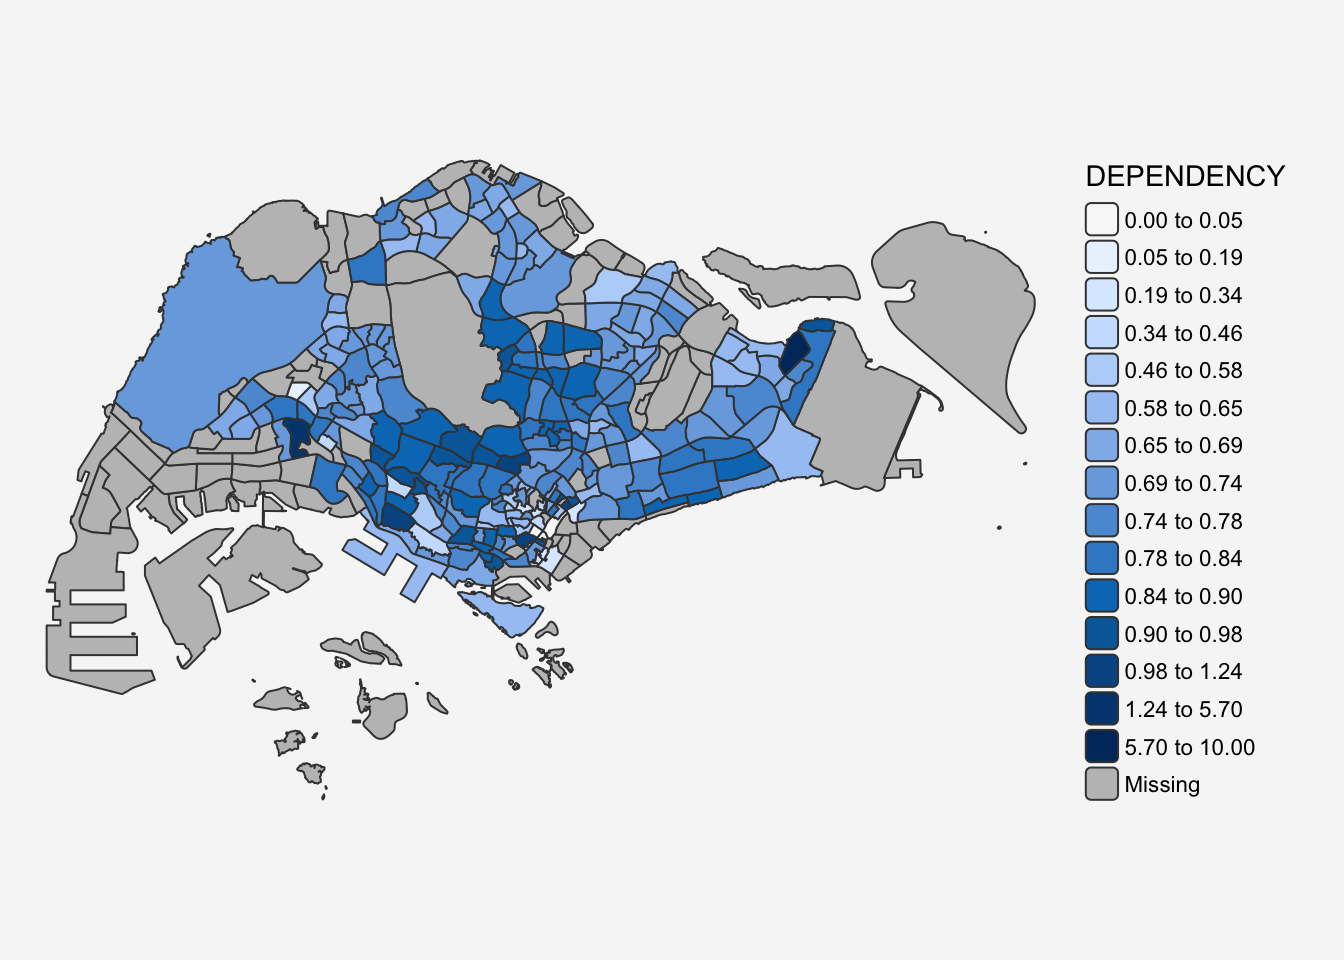 DEPENDENCY
0.00 to 0.05
0.05 to 0.19
0.19 to 0.34
0.34 to 0.46
0.46 to 0.58
0.58 to 0.65
0.65 to 0.69
0.69 to 0.74
0.74 to 0.78
0.78 to 0.84
0.84 to 0.90
0.90 to 0.98
0.98 to 1.24
1.24 to 5.70
5.70 to 10.00
Missing